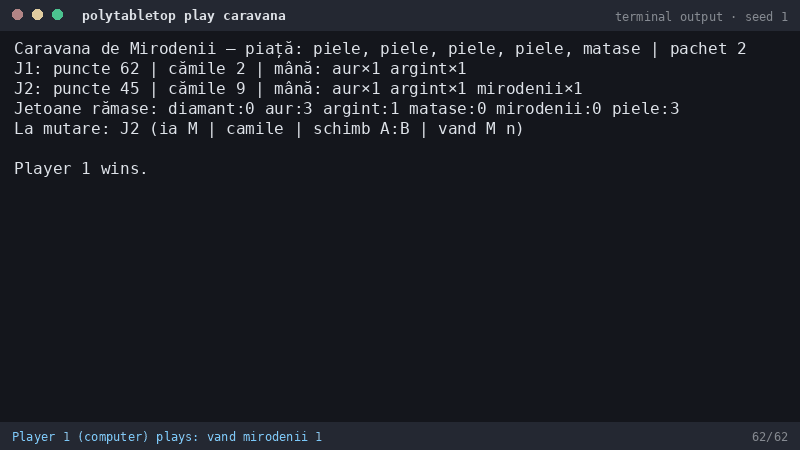 polytabletop play caravana
terminal output · seed 1
Caravana de Mirodenii — piață: piele, piele, piele, piele, matase | pachet 2
J1: puncte 62 | cămile 2 | mână: aur×1 argint×1
J2: puncte 45 | cămile 9 | mână: aur×1 argint×1 mirodenii×1
Jetoane rămase: diamant:0 aur:3 argint:1 matase:0 mirodenii:0 piele:3
La mutare: J2 (ia M | camile | schimb A:B | vand M n)
Player 1 wins.
Player 1 (computer) plays: vand mirodenii 1
62/62